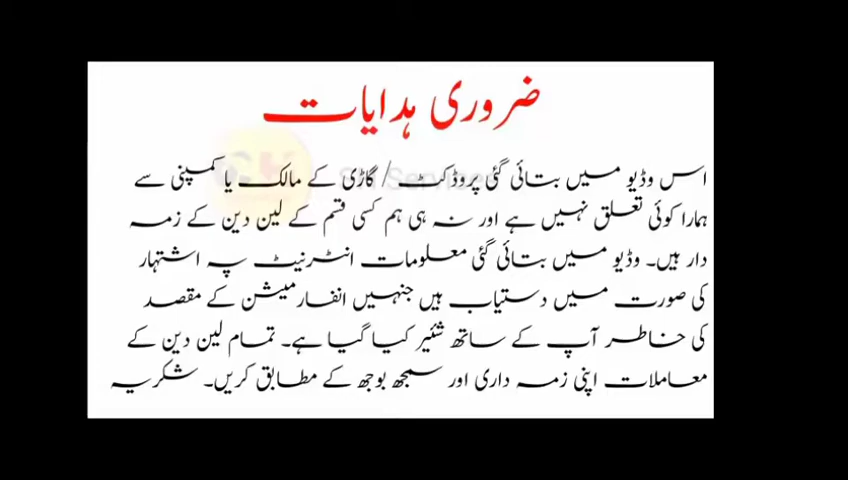 ضروری ہدایات
اس وڈیو میں بتائی گئی پروڈکٹ / گاڑی کے مالک یا کمپنی سے
ہمارا کوئی تعلق نہیں ہے اور نہ ہی ہم کسی قسم کے لین دین کے زمہ
دار ہیں۔ وڈیو میں بتائی گئی معلومات انٹرنیٹ پہ اشتہار
کی صورت میں دستیاب ہیں جنہیں انفارمیشن کے مقصد
کی خاطر آپ کے ساتھ شئیر کیا گیا ہے۔ تمام لین دین کے
معاملات اپنی زمہ داری اور سمجھ بوجھ کے مطابق کریں۔ شکریہ